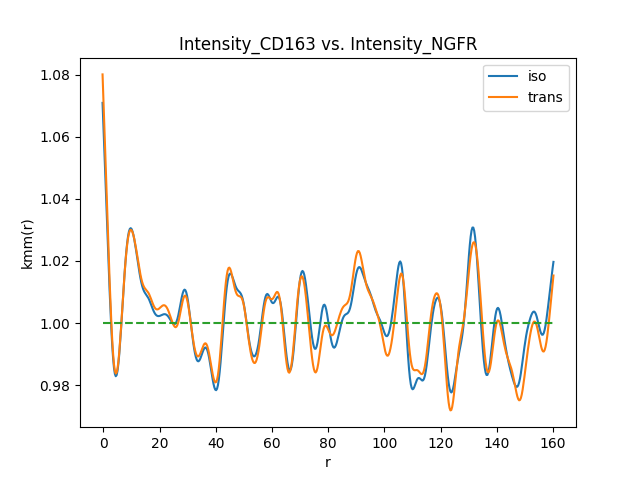 Intensity_CD163 vs. Intensity_NGFR
iso
trans
1.08
1.06
1.04
1.02
1.00
0.98
kmm(r)
0 20 40 60 80 100 120 140 160
r